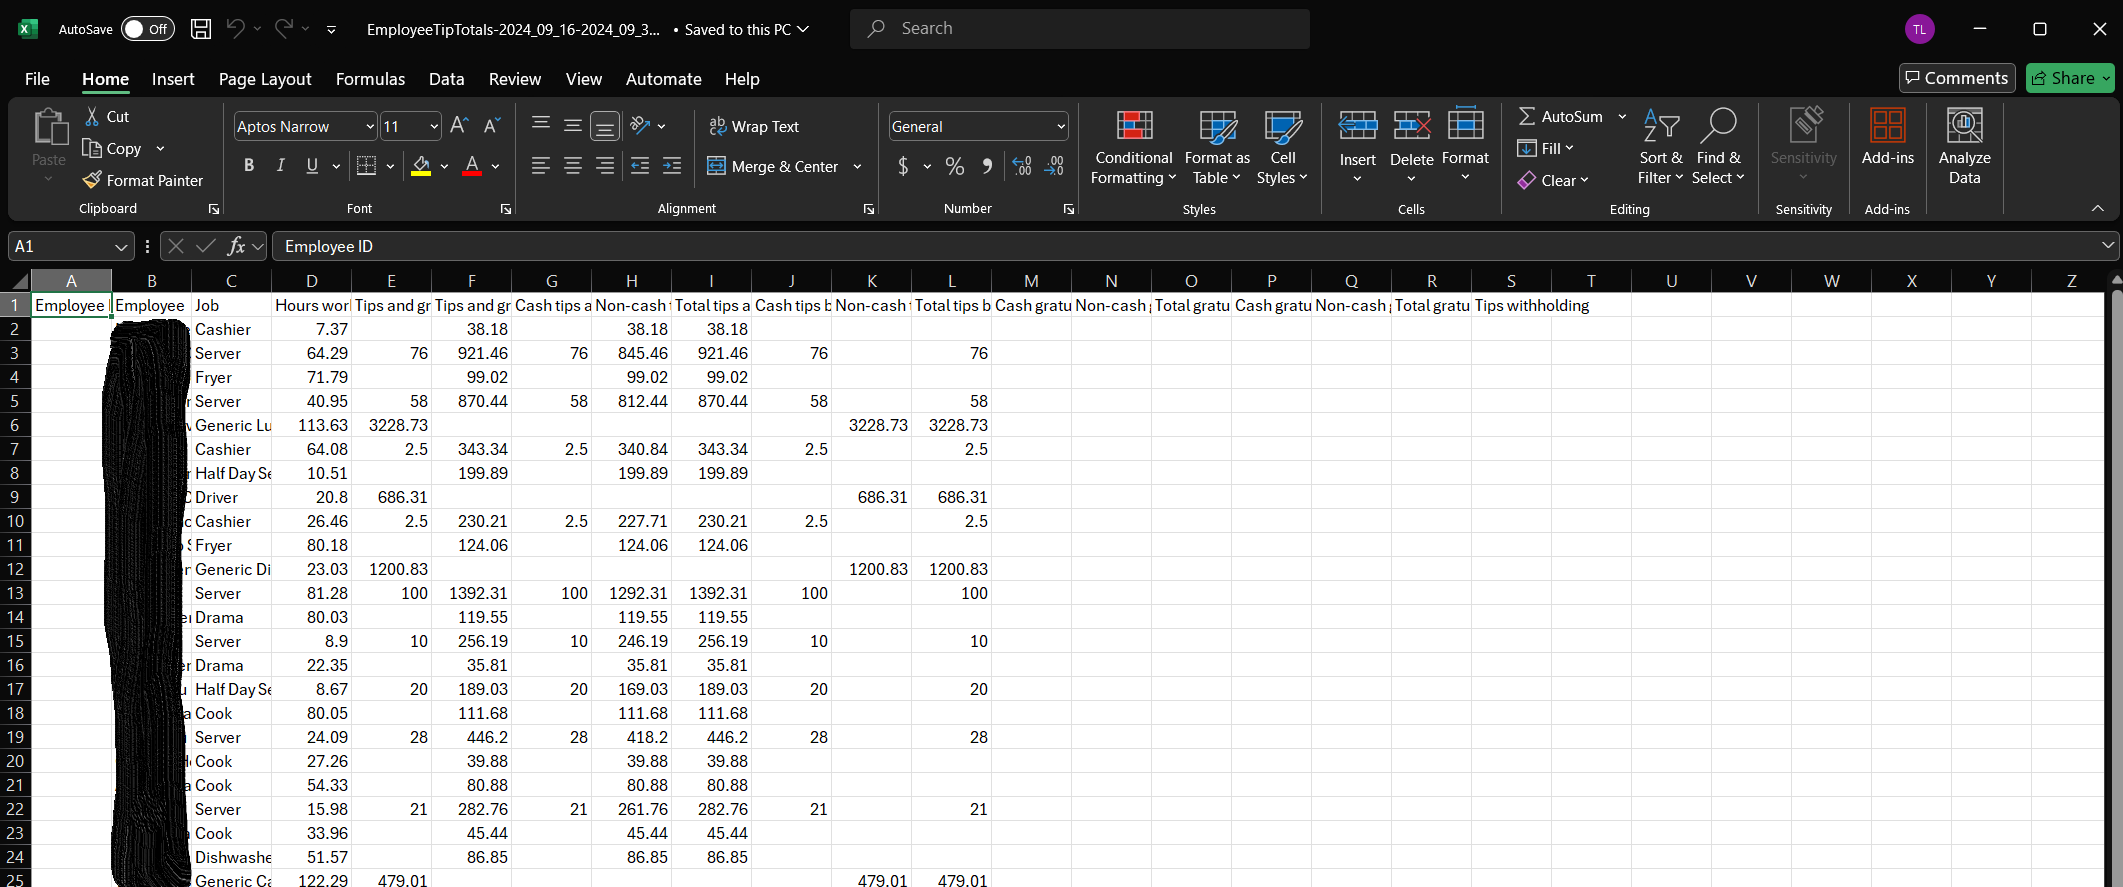 AutoSave Off EmployeeTipTotals-2024_09_16-2024_09_3... • Saved to this PC Search TL
File Home Insert Page Layout Formulas Data Review View Automate Help Comments Share
Paste Cut Copy Format Painter Clipboard
Aptos Narrow 11 B I U A Font
ab Wrap Text Merge & Center Alignment
General $ % Number
Conditional Formatting Format as Table Cell Styles Styles
Insert Delete Format Cells
AutoSum Fill Clear Sort & Filter Find & Select Editing
Sensitivity Sensitivity
Add-ins Add-ins
Analyze Data
A1 fx Employee ID
A B C D E F G H I J K L M N O P Q R S T U V W X Y Z
1 Employee Employee Job Hours wor Tips and gr Tips and gr Cash tips a Non-cash Total tips a Cash tips b Non-cash Total tips b Cash gratu Non-cash Total gratu Cash gratu Non-cash Total gratu Tips withholding
2 Cashier 7.37 38.18 38.18 38.18
3 Server 64.29 76 921.46 76 845.46 921.46 76 76
4 Fryer 71.79 99.02 99.02 99.02
5 Server 40.95 58 870.44 58 812.44 870.44 58 58
6 Generic Lu 113.63 3228.73 3228.73 3228.73
7 Cashier 64.08 2.5 343.34 2.5 340.84 343.34 2.5 2.5
8 Half Day Se 10.51 199.89 199.89 199.89
9 Driver 20.8 686.31 686.31 686.31
10 Cashier 26.46 2.5 230.21 2.5 227.71 230.21 2.5 2.5
11 Fryer 80.18 124.06 124.06 124.06
12 Generic Di 23.03 1200.83 1200.83 1200.83
13 Server 81.28 100 1392.31 100 1292.31 1392.31 100 100
14 Drama 80.03 119.55 119.55 119.55
15 Server 8.9 10 256.19 10 246.19 256.19 10 10
16 Drama 22.35 35.81 35.81 35.81
17 Half Day Se 8.67 20 189.03 20 169.03 189.03 20 20
18 Cook 80.05 111.68 111.68 111.68
19 Server 24.09 28 446.2 28 418.2 446.2 28 28
20 Cook 27.26 39.88 39.88 39.88
21 Cook 54.33 80.88 80.88 80.88
22 Server 15.98 21 282.76 21 261.76 282.76 21 21
23 Cook 33.96 45.44 45.44 45.44
24 Dishwashe 51.57 86.85 86.85 86.85
25 Generic Ca 122.29 479.01 479.01 479.01